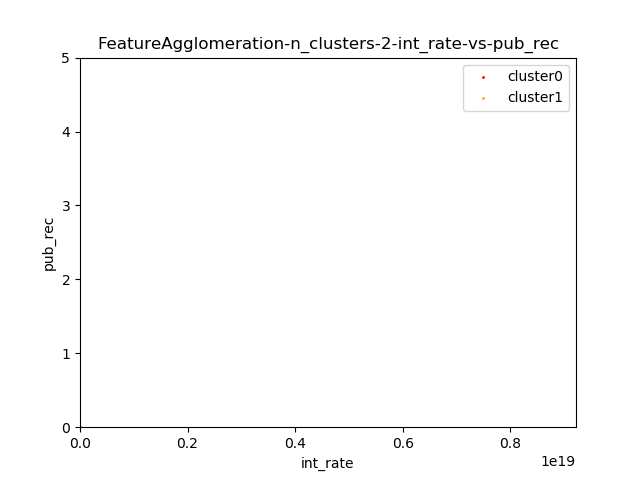 FeatureAgglomeration-n_clusters-2-int_rate-vs-pub_rec
cluster0
cluster1
5
4
3
2
1
0
pub_rec
0.0 0.2 0.4 0.6 0.8
1e19
int_rate